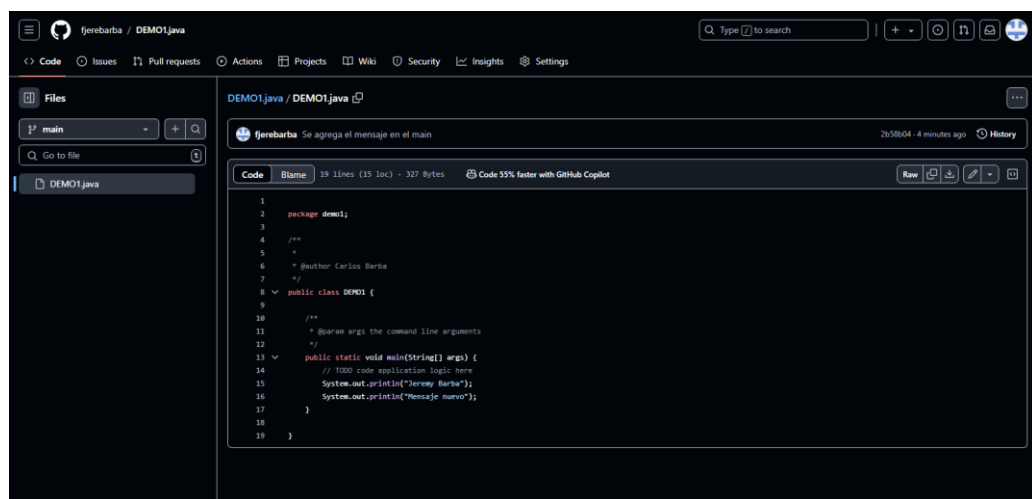 fjerebarba / DEMO1.java
Type / to search
<> Code Issues Pull requests Actions Projects Wiki Security Insights Settings
Files
DEMO1.java / DEMO1.java
main
fjerebarba Se agrega el mensaje en el main
2b58b04 · 4 minutes ago History
Go to file t
DEMO1.java
Code Blame 19 lines (15 loc) · 327 Bytes Code 55% faster with GitHub Copilot
Raw
1
2 package demo1;
3
4 /**
5 *
6 * @author Carlos Barba
7 */
8 public class DEMO1 {
9
10 /**
11 * @param args the command line arguments
12 */
13 public static void main(String[] args) {
14 // TODO code application logic here
15 System.out.println("Jeremy Barba");
16 System.out.println("Mensaje nuevo");
17 }
18
19 }